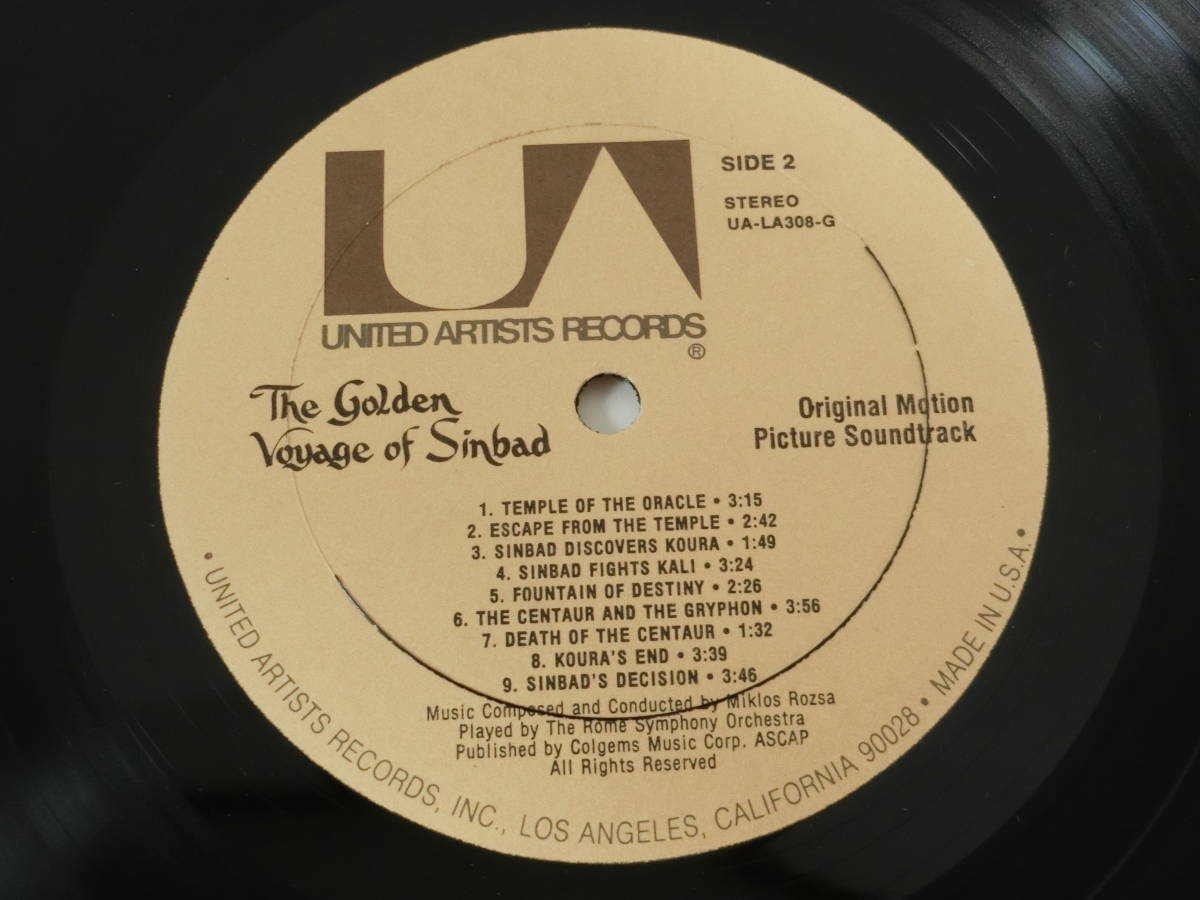 UA
SIDE 2
STEREO
UA-LA308-G
UNITED ARTISTS RECORDS
®
The Golden
Voyage of Sinbad
Original Motion
Picture Soundtrack
1. TEMPLE OF THE ORACLE • 3:15
2. ESCAPE FROM THE TEMPLE • 2:42
3. SINBAD DISCOVERS KOURA • 1:49
4. SINBAD FIGHTS KALI • 3:24
5. FOUNTAIN OF DESTINY • 2:26
6. THE CENTAUR AND THE GRYPHON • 3:56
7. DEATH OF THE CENTAUR • 1:32
8. KOURA'S END • 3:39
9. SINBAD'S DECISION • 3:46
Music Composed and Conducted by Miklos Rozsa
Played by The Rome Symphony Orchestra
Published by Colgems Music Corp. ASCAP
All Rights Reserved
• UNITED ARTISTS RECORDS, INC., LOS ANGELES, CALIFORNIA 90028 • MADE IN U.S.A. •